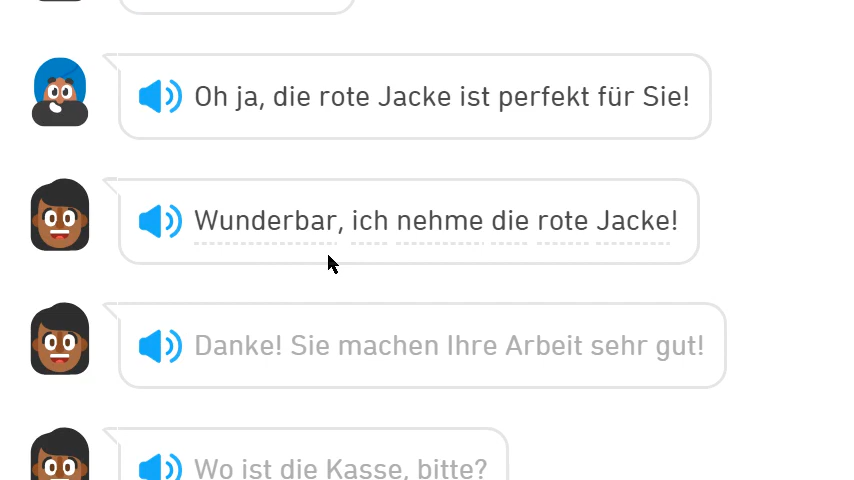 Oh ja, die rote Jacke ist perfekt für Sie!
Wunderbar, ich nehme die rote Jacke!
Danke! Sie machen Ihre Arbeit sehr gut!
Wo ist die Kasse, bitte?